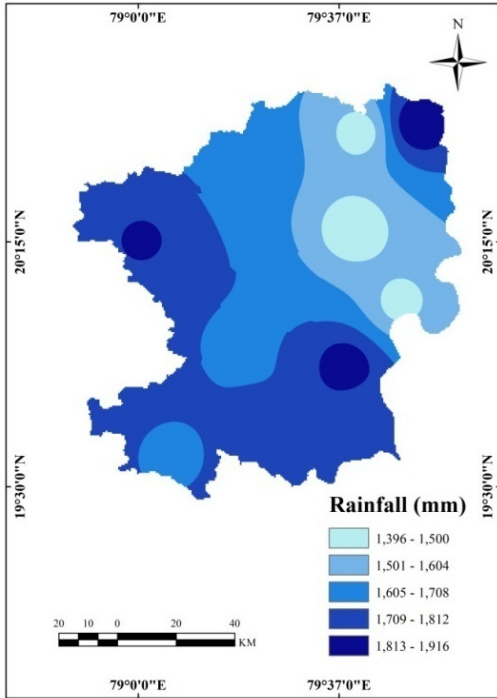 79°0'0"E 79°37'0"E
N
20°15'0"N 20°15'0"N
19°30'0"N 19°30'0"N
Rainfall (mm)
1,396 - 1,500
1,501 - 1,604
1,605 - 1,708
1,709 - 1,812
1,813 - 1,916
20 10 0 20 40
KM
79°0'0"E 79°37'0"E